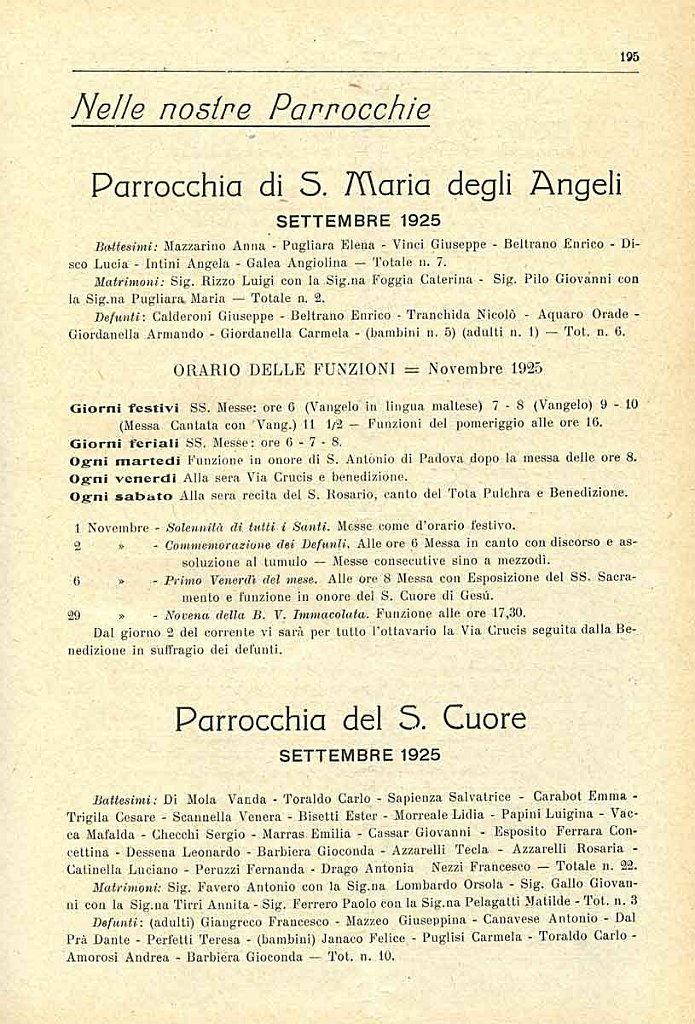 195
Nelle nostre Parrocchie
Parrocchia di S. Maria degli Angeli
SETTEMBRE 1925
Battesimi: Mazzarino Anna - Pugliara Elena - Vinci Giuseppe - Beltrano Enrico - Di-
sco Lucia - Intini Angela - Galea Angiolina — Totale n. 7.
Matrimoni: Sig. Rizzo Luigi con la Sig.na Foggia Caterina - Sig. Pilo Giovanni con
la Sig.na Pugliara Maria — Totale n. 2.
Defunti: Calderoni Giuseppe - Beltrano Enrico - Tranchida Nicolò - Aquaro Orade -
Giordanella Armando - Giordanella Carmela - (bambini n. 5) (adulti n. 1) — Tot. n. 6.
ORARIO DELLE FUNZIONI = Novembre 1925
Giorni festivi SS. Messe: ore 6 (Vangelo in lingua maltese) 7 - 8 (Vangelo) 9 - 10
(Messa Cantata con Vang.) 11 1/2 — Funzioni del pomeriggio alle ore 16.
Giorni feriali SS. Messe: ore 6 - 7 - 8.
Ogni martedì Funzione in onore di S. Antonio di Padova dopo la messa delle ore 8.
Ogni venerdì Alla sera Via Crucis e benedizione.
Ogni sabato Alla sera recita del S. Rosario, canto del Tota Pulchra e Benedizione.
1 Novembre - Solennità di tutti i Santi. Messe come d'orario festivo.
2 » - Commemorazione dei Defunti. Alle ore 6 Messa in canto con discorso e as-
soluzione al tumulo — Messe consecutive sino a mezzodì.
6 » - Primo Venerdì del mese. Alle ore 8 Messa con Esposizione del SS. Sacra-
mento e funzione in onore del S. Cuore di Gesù.
29 » - Novena della B. V. Immacolata. Funzione alle ore 17,30.
Dal giorno 2 del corrente vi sarà per tutto l'ottavario la Via Crucis seguita dalla Be-
nedizione in suffragio dei defunti.
Parrocchia del S. Cuore
SETTEMBRE 1925
Battesimi: Di Mola Vanda - Toraldo Carlo - Sapienza Salvatrice - Carabot Emma -
Trigila Cesare - Scannella Venera - Bisetti Ester - Morreale Lidia - Papini Luigina - Vac-
ca Mafalda - Checchi Sergio - Marras Emilia - Cassar Giovanni - Esposito Ferrara Con-
cettina - Dessena Leonardo - Barbiera Gioconda - Azzarelli Tecla - Azzarelli Rosaria -
Catinella Luciano - Peruzzi Fernanda - Drago Antonia Nezzi Francesco — Totale n. 22.
Matrimoni: Sig. Favero Antonio con la Sig.na Lombardo Orsola - Sig. Gallo Giovan-
ni con la Sig.na Tirri Annita - Sig. Ferrero Paolo con la Sig.na Pelagatti Matilde - Tot. n. 3
Defunti: (adulti) Giangreco Francesco - Mazzeo Giuseppina - Canavese Antonio - Dal
Prà Dante - Perfetti Teresa - (bambini) Janaco Felice - Puglisi Carmela - Toraldo Carlo -
Amorosi Andrea - Barbiera Gioconda — Tot. n. 10.